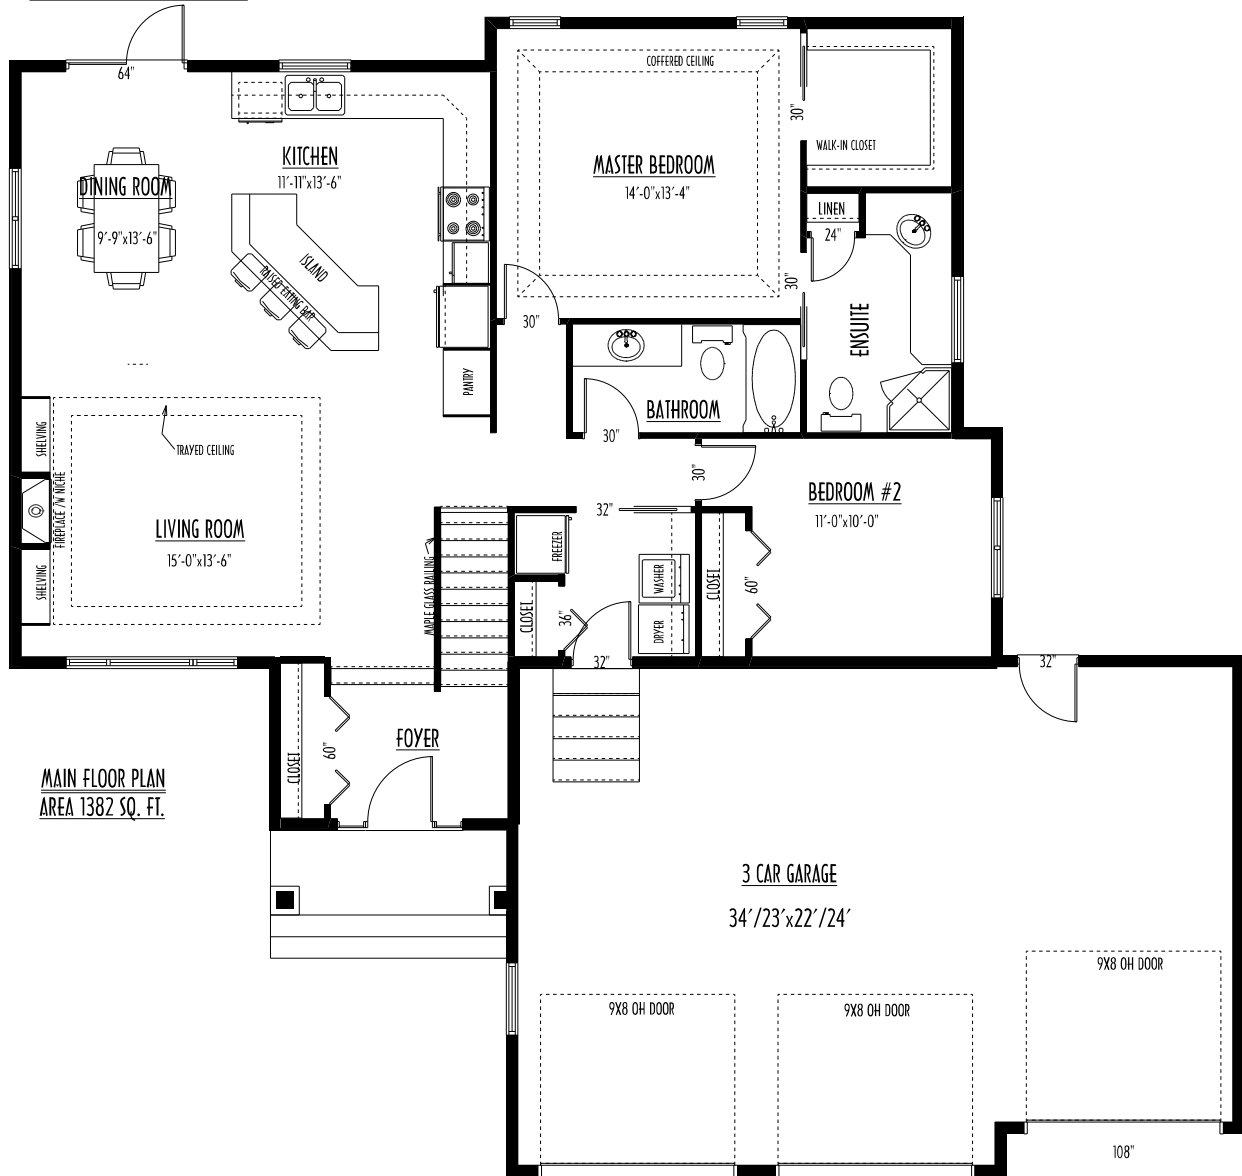 64"
COFFERED CEILING
30"
WALK-IN CLOSET
KITCHEN
11'-11"x13'-6"
MASTER BEDROOM
14'-0"x13'-4"
DINING ROOM
9'-9"x13'-6"
LINEN
24"
ISLAND
RAISED EATING BAR
30"
30"
ENSUITE
PANTRY
BATHROOM
30"
SHELVING
TRAYED CEILING
FIREPLACE /W NICHE
30"
BEDROOM #2
11'-0"x10'-0"
LIVING ROOM
15'-0"x13'-6"
32"
FREEZER
MAPLE GLASS RAILING
SHELVING
WASHER
CLOSET
60"
CLOSET
36"
DRYER
32"
32"
FOYER
60"
CLOSET
MAIN FLOOR PLAN
AREA 1382 SQ. FT.
3 CAR GARAGE
34'/23'x22'/24'
9X8 OH DOOR
9X8 OH DOOR
9X8 OH DOOR
108"